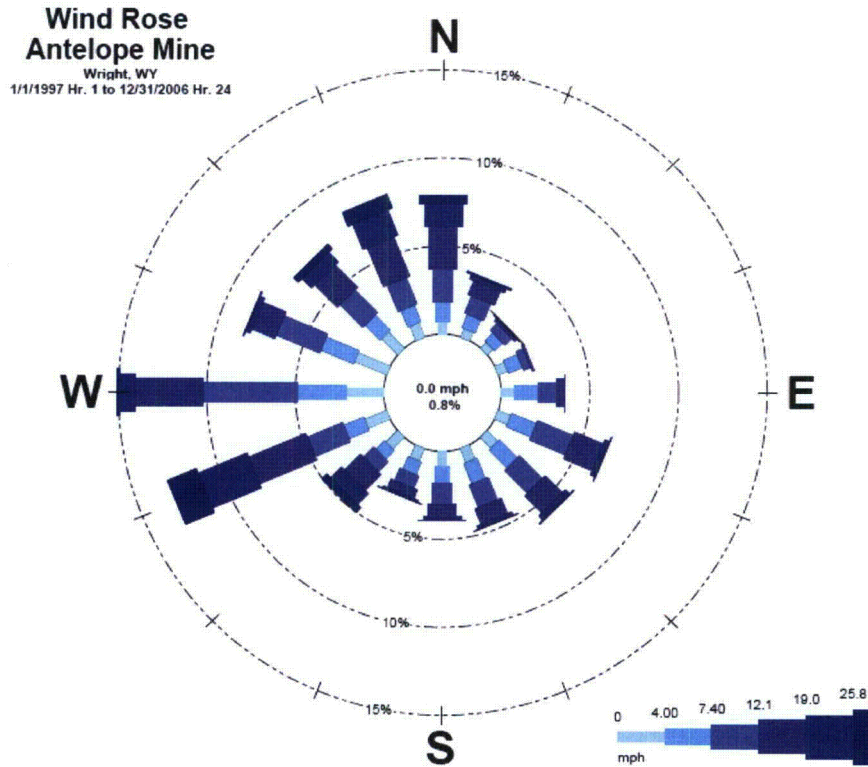 Wind Rose
Antelope Mine
Wright, WY
1/1/1997 Hr. 1 to 12/31/2006 Hr. 24
N
15%
10%
5%
W
0.0 mph
0.8%
E
5%
10%
15%
S
0 4.00 7.40 12.1 19.0 25.8
mph